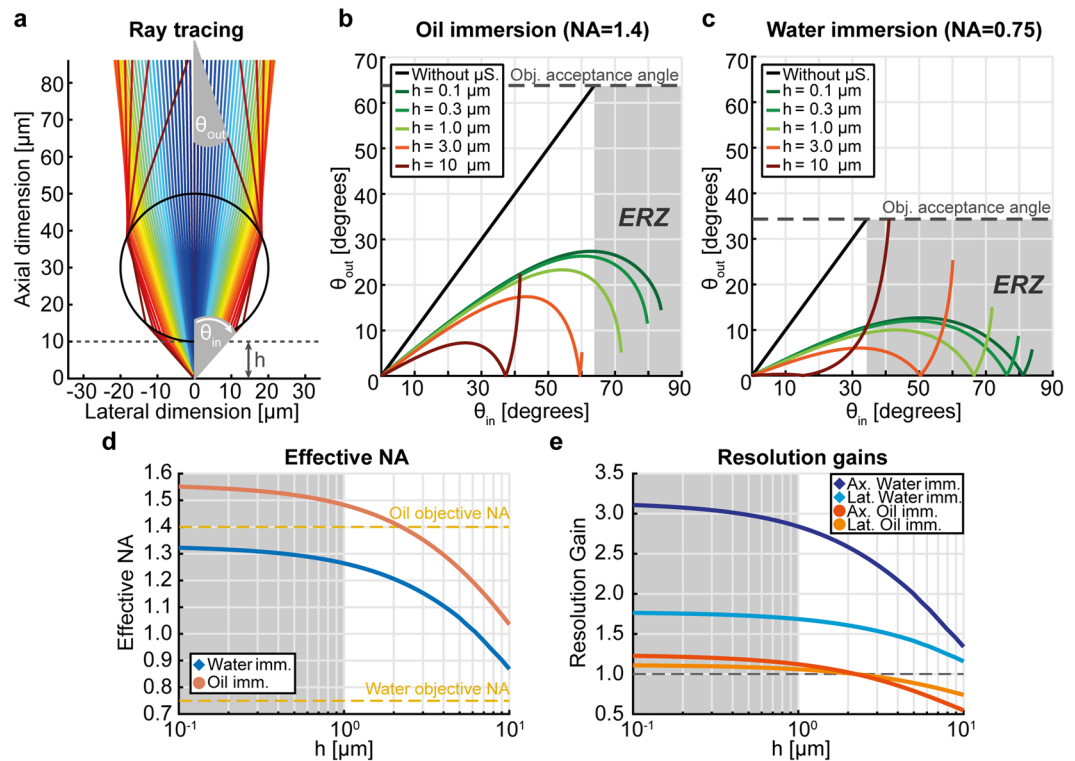 a
Ray tracing
Axial dimension [µm]
80
70
60
50
40
30
20
10
0
θout
θin
h
-30 -20 -10 0 10 20 30
Lateral dimension [µm]
b
Oil immersion (NA=1.4)
θout [degrees]
70
60
50
40
30
20
10
0
Without µS.
h = 0.1 µm
h = 0.3 µm
h = 1.0 µm
h = 3.0 µm
h = 10 µm
Obj. acceptance angle
ERZ
0 10 30 50 70 90
θin [degrees]
c
Water immersion (NA=0.75)
θout [degrees]
70
60
50
40
30
20
10
0
Without µS.
h = 0.1 µm
h = 0.3 µm
h = 1.0 µm
h = 3.0 µm
h = 10 µm
Obj. acceptance angle
ERZ
0 10 30 50 70 90
θin [degrees]
d
Effective NA
Effective NA
1.6
1.5
1.4
1.3
1.2
1.1
1.0
0.9
0.8
0.7
Oil objective NA
Water imm.
Oil imm.
Water objective NA
10-1 100 101
h [µm]
e
Resolution gains
Resolution Gain
3.5
3.0
2.5
2.0
1.5
1.0
0.5
Ax. Water imm.
Lat. Water imm.
Ax. Oil imm.
Lat. Oil imm.
10-1 100 101
h [µm]